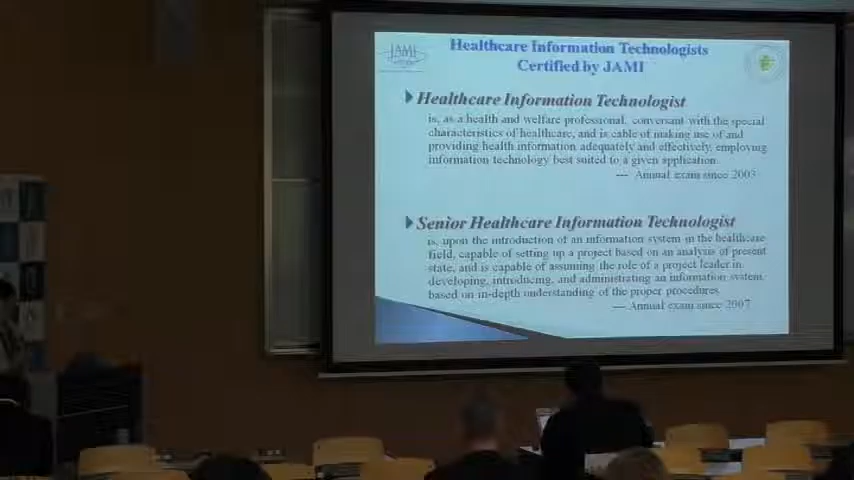 JAMI
Healthcare Information Technologists
Certified by JAMI
Healthcare Information Technologist
is, as a health and welfare professional, conversant with the special
characteristics of healthcare, and is cable of making use of and
providing health information adequately and effectively, employing
information technology best suited to a given application.
--- Annual exam since 2003
Senior Healthcare Information Technologist
is, upon the introduction of an information system in the healthcare
field, capable of setting up a project based on an analysis of present
state, and is capable of assuming the role of a project leader in
developing, introducing, and administrating an information system
based on in-depth understanding of the proper procedures.
--- Annual exam since 2007